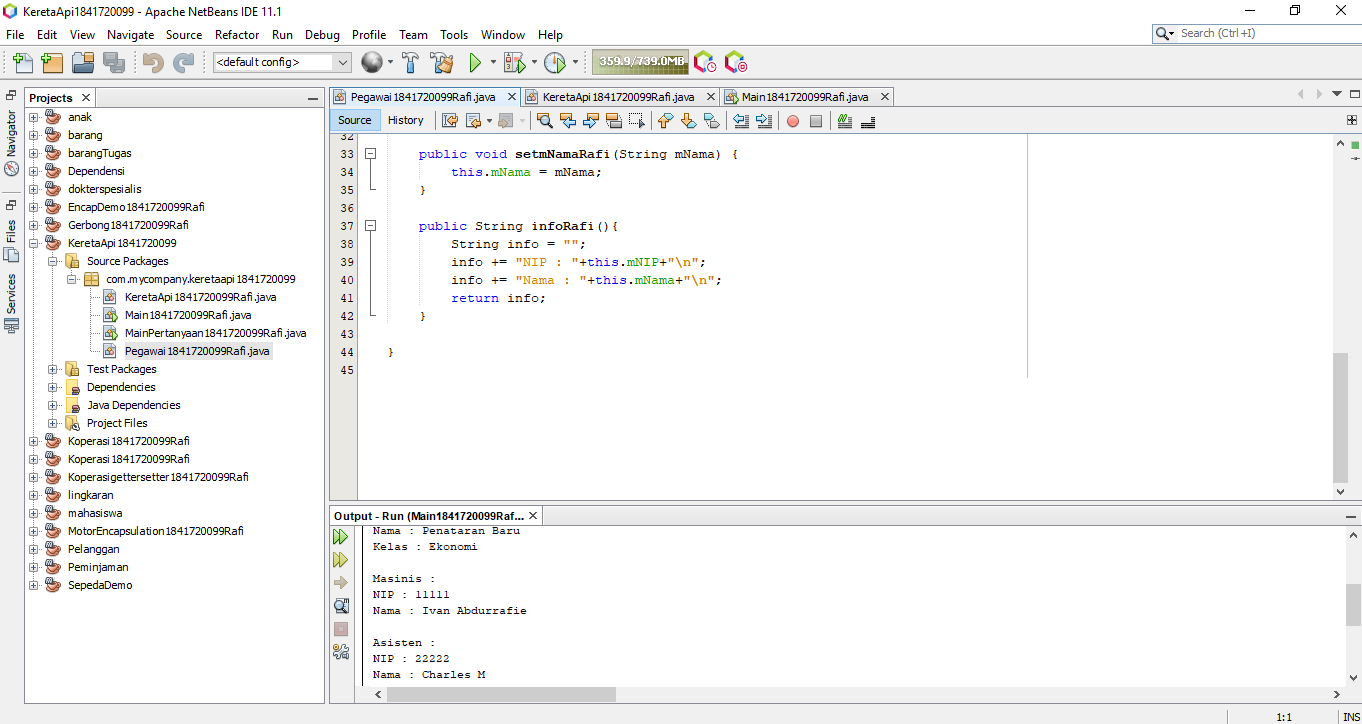 KeretaApi1841720099 - Apache NetBeans IDE 11.1
File Edit View Navigate Source Refactor Run Debug Profile Team Tools Window Help
Search (Ctrl+I)
<default config>
359.9/739.0MB
Projects
Navigator
Files
Services
anak
barang
barangTugas
Dependensi
dokterspesialis
EncapDemo1841720099Rafi
Gerbong1841720099Rafi
KeretaApi1841720099
Source Packages
com.mycompany.keretaapi1841720099
KeretaApi1841720099Rafi.java
Main1841720099Rafi.java
MainPertanyaan1841720099Rafi.java
Pegawai1841720099Rafi.java
Test Packages
Dependencies
Java Dependencies
Project Files
Koperasi1841720099Rafi
Koperasi1841720099Rafi
Koperasigettersetter1841720099Rafi
lingkaran
mahasiswa
MotorEncapsulation1841720099Rafi
Pelanggan
Peminjaman
SepedaDemo
Pegawai1841720099Rafi.java KeretaApi1841720099Rafi.java Main1841720099Rafi.java
Source History
32
33 public void setmNamaRafi(String mNama) {
34 this.mNama = mNama;
35 }
36
37 public String infoRafi(){
38 String info = "";
39 info += "NIP : "+this.mNIP+"\n";
40 info += "Nama : "+this.mNama+"\n";
41 return info;
42 }
43
44 }
45
Output - Run (Main1841720099Raf...
Nama : Penataran Baru
Kelas : Ekonomi
Masinis :
NIP : 11111
Nama : Ivan Abdurrafie
Asisten :
NIP : 22222
Nama : Charles M
1:1 INS